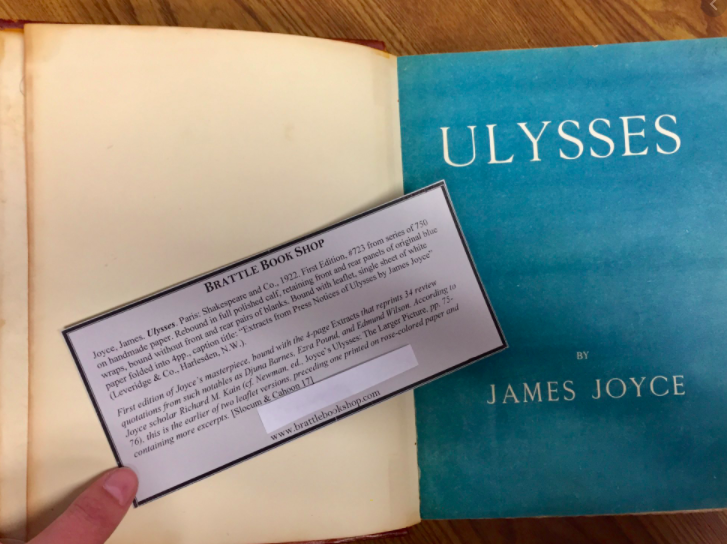 ULYSSES
BY
JAMES JOYCE
BRATTLE BOOK SHOP
Joyce, James. Ulysses. Paris: Shakespeare and Co., 1922. First Edition, #723 from series of 750
on handmade paper. Rebound in full polished calf, retaining front and rear panels of original blue
wraps, bound without front and rear pairs of blanks. Bound with leaflet, single sheet of white
paper folded into 4pp., caption title: "Extracts from Press Notices of Ulysses by James Joyce"
(Leveridge & Co., Harlesden, N.W.).
First edition of Joyce's masterpiece, bound with the 4-page Extracts that reprints 34 review
quotations from such notables as Djuna Barnes, Ezra Pound, and Edmund Wilson. According to
Joyce scholar Richard M. Kain (cf. Newman, ed., Joyce's Ulysses: The Larger Picture, pp. 75-
76), this is the earlier of two leaflet versions, preceding one printed on rose-colored paper and
containing more excerpts. [Slocum & Cahoon 17]
www.brattlebookshop.com